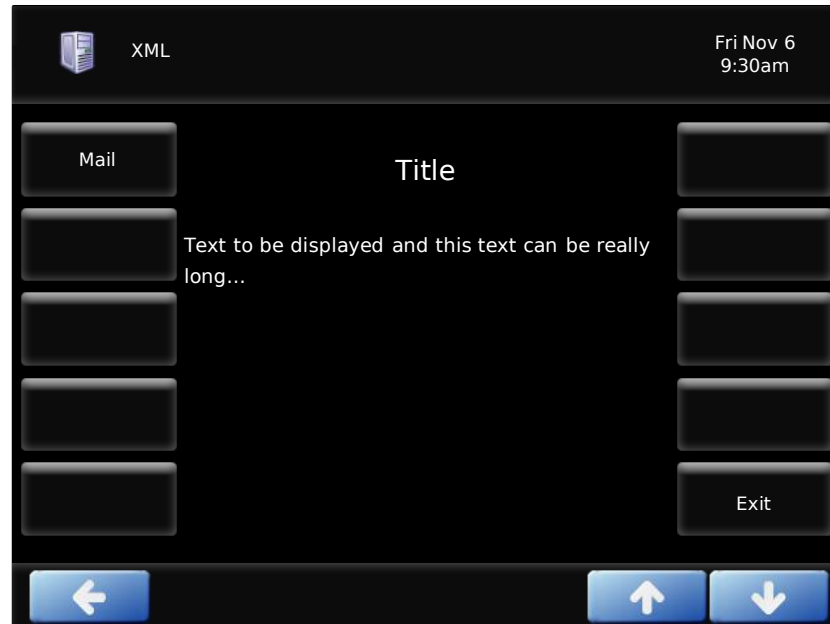 XML
Fri Nov 6
9:30am
Mail
Title
Text to be displayed and this text can be really
long...
Exit